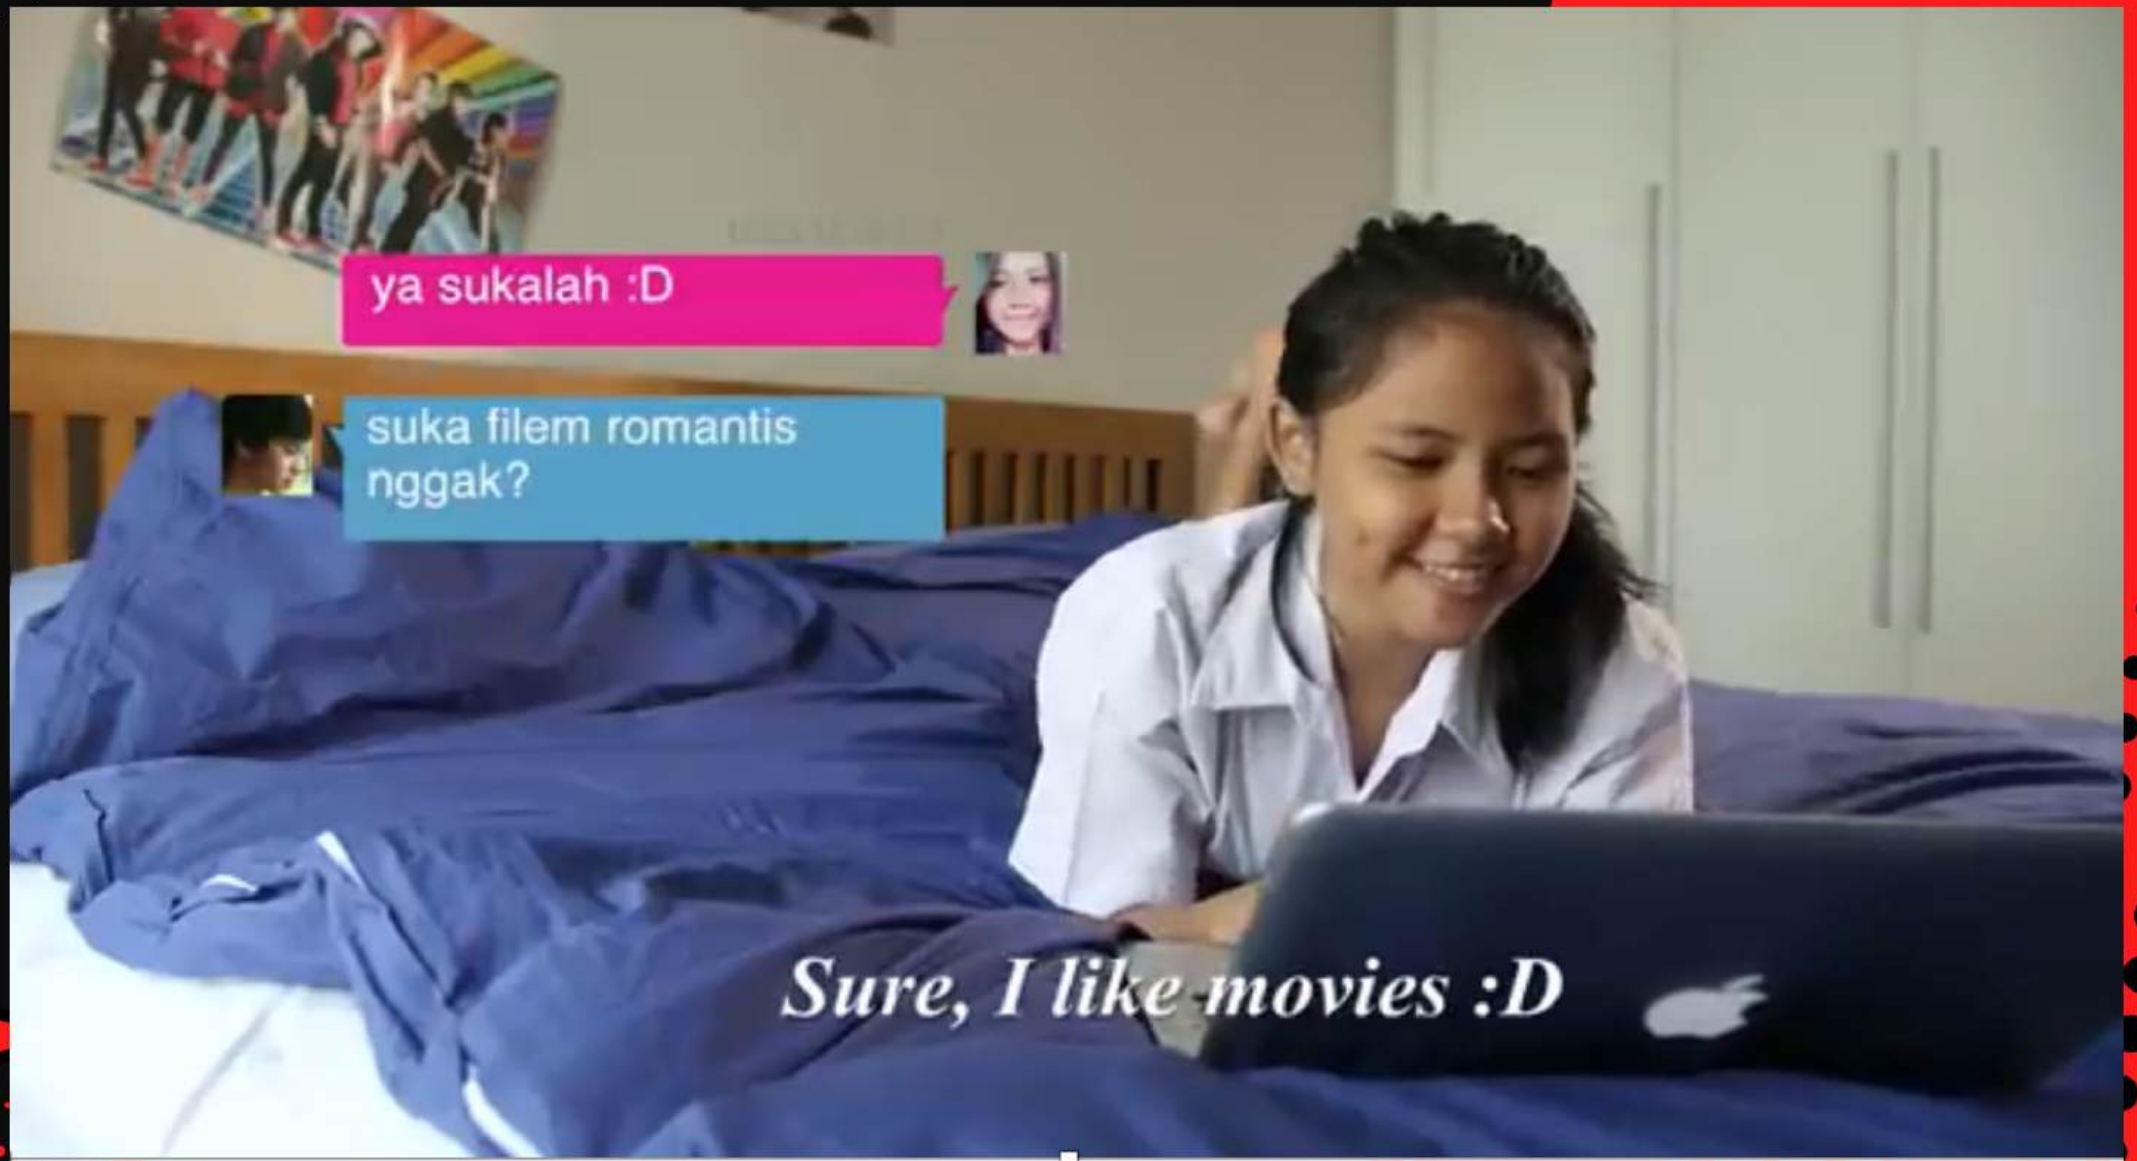 ya sukalah :D
suka filem romantis
nggak?
Sure, I like movies :D